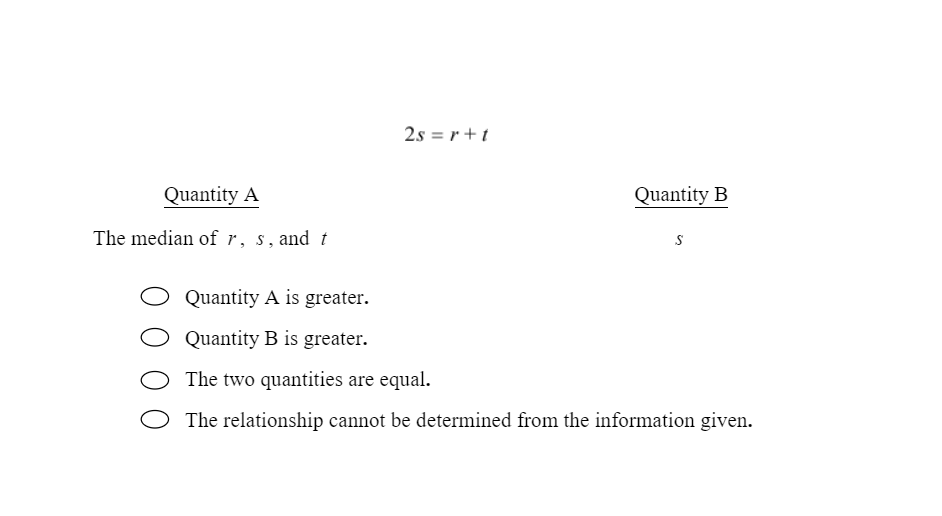 2s = r + t
Quantity A Quantity B
The median of r, s, and t s
Quantity A is greater.
Quantity B is greater.
The two quantities are equal.
The relationship cannot be determined from the information given.